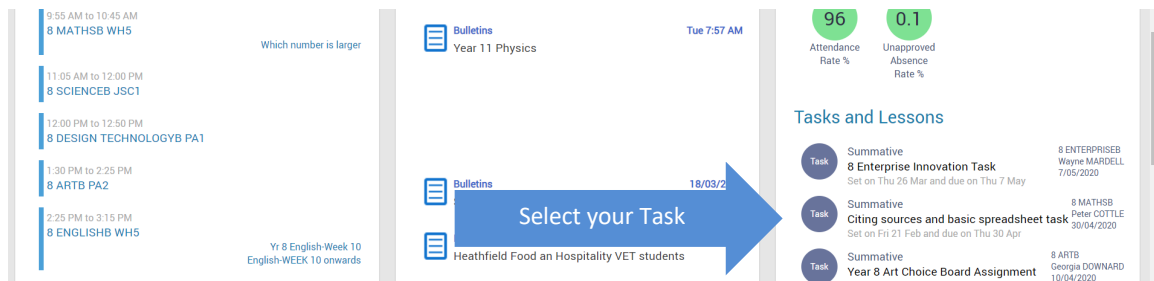 9:55 AM to 10:45 AM
8 MATHSB WH5
Which number is larger
11:05 AM to 12:00 PM
8 SCIENCEB JSC1
12:00 PM to 12:50 PM
8 DESIGN TECHNOLOGYB PA1
1:30 PM to 2:25 PM
8 ARTB PA2
2:25 PM to 3:15 PM
8 ENGLISHB WH5
Yr 8 English-Week 10
English-WEEK 10 onwards
Bulletins
Tue 7:57 AM
Year 11 Physics
Bulletins
18/03/2
Select your Task
Heathfield Food an Hospitality VET students
96
0.1
Attendance
Rate %
Unapproved
Absence
Rate %
Tasks and Lessons
Task
Summative
8 Enterprise Innovation Task
Set on Thu 26 Mar and due on Thu 7 May
8 ENTERPRISEB
Wayne MARDELL
7/05/2020
Task
Summative
Citing sources and basic spreadsheet task
Set on Fri 21 Feb and due on Thu 30 Apr
8 MATHSB
Peter COTTLE
30/04/2020
Task
Summative
Year 8 Art Choice Board Assignment
8 ARTB
Georgia DOWNARD
10/04/2020